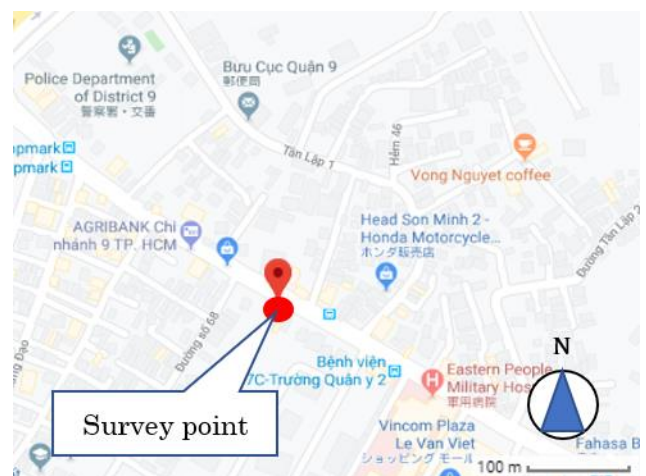 Police Department
of District 9
警察署・交番
Bưu Cục Quận 9
郵便局
opmark
opmark
Tân Lập 1
Hẻm 46
Vong Nguyet coffee
AGRIBANK Chi
nhánh 9 TP. HCM
Head Son Minh 2 -
Honda Motorcycle...
ホンダ販売店
Đường Tân Lập 2
Đường số 68
Survey point
Bệnh viện
7C-Trường Quân y 2
Eastern People
Military Hos
軍用病院
N
Vincom Plaza
Le Van Viet
ショッピング モール
100 m
Fahasa B